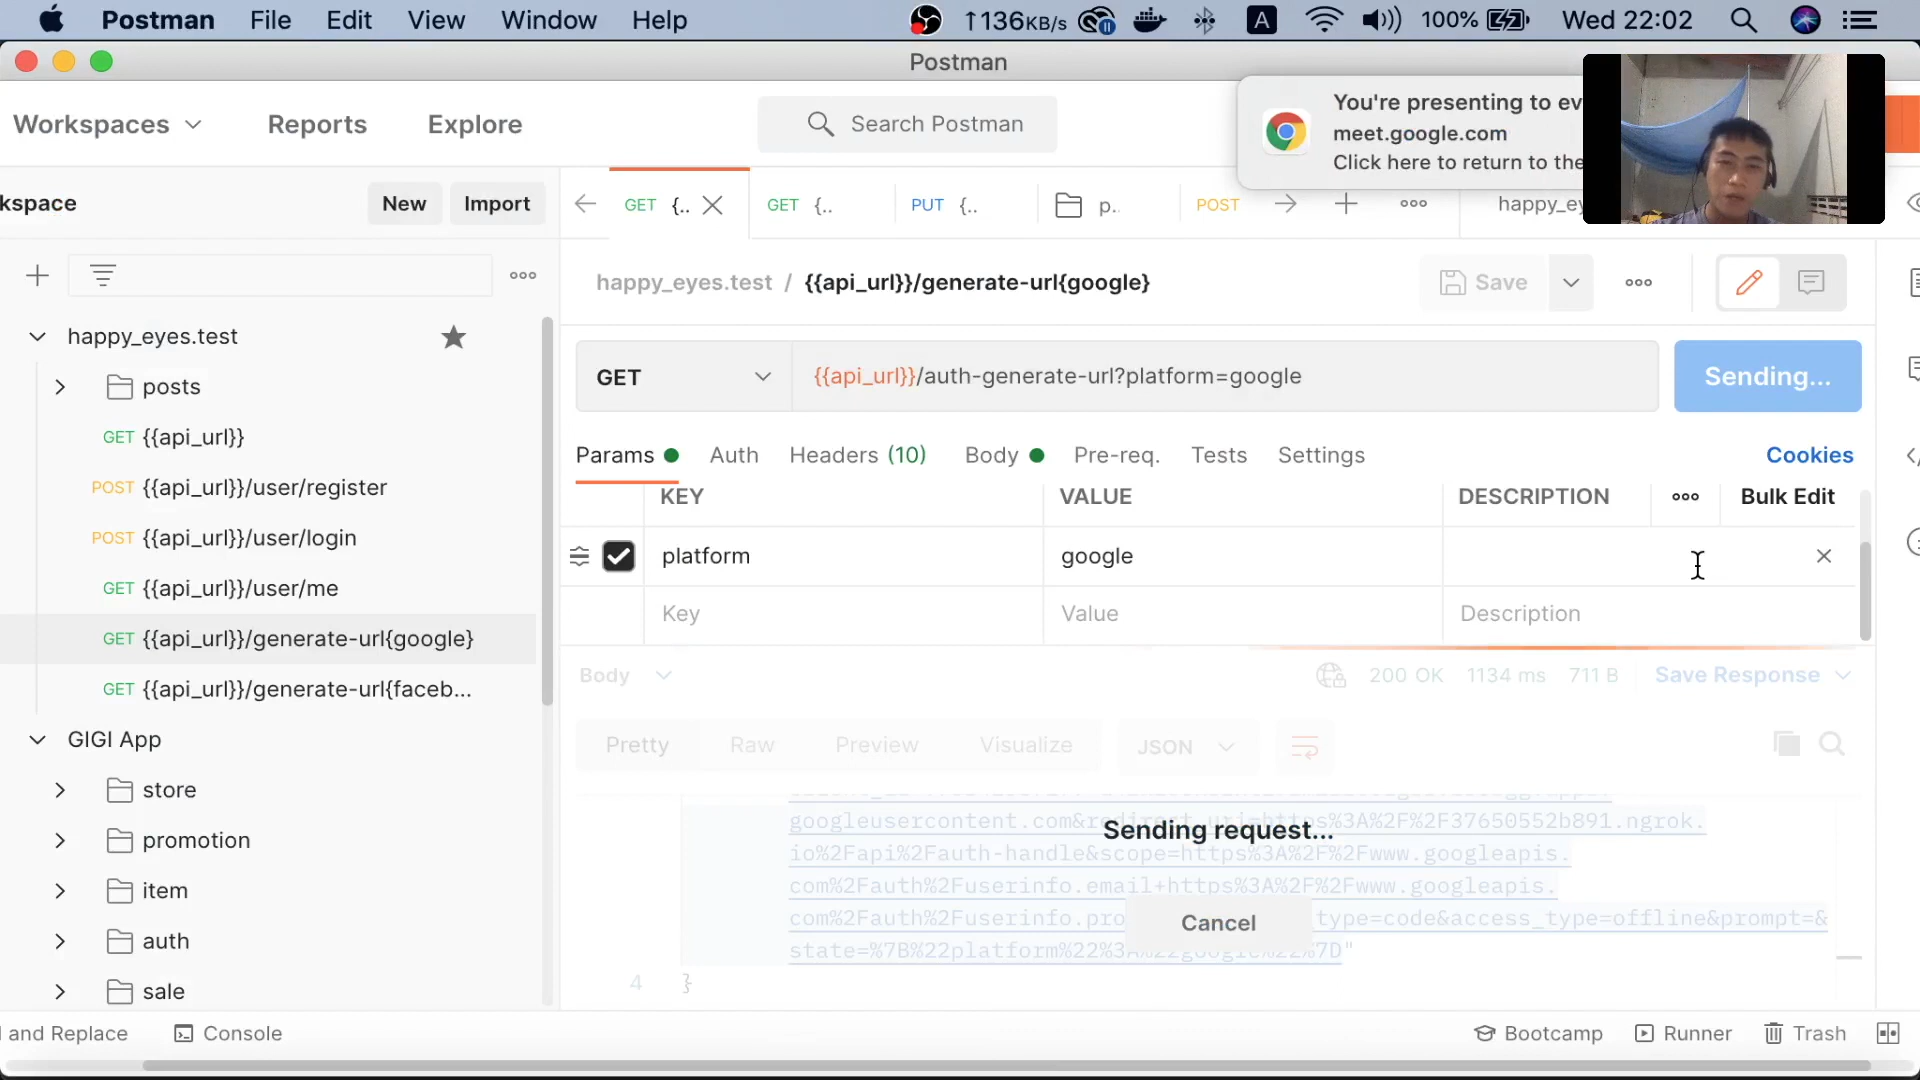 Postman File Edit View Window Help
↑136KB/s A 100% Wed 22:02
Postman
Workspaces Reports Explore Search Postman
You're presenting to ev
meet.google.com
Click here to return to the
kspace New Import
GET {.. GET {.. PUT {.. p. POST happy_ey
happy_eyes.test / {{api_url}}/generate-url{google} Save
happy_eyes.test
posts
GET {{api_url}}
POST {{api_url}}/user/register
POST {{api_url}}/user/login
GET {{api_url}}/user/me
GET {{api_url}}/generate-url{google}
GET {{api_url}}/generate-url{faceb...
GIGI App
store
promotion
item
auth
sale
GET {{api_url}}/auth-generate-url?platform=google Sending...
Params Auth Headers (10) Body Pre-req. Tests Settings Cookies
KEY VALUE DESCRIPTION Bulk Edit
platform google
Key Value Description
Body 200 OK 1134 ms 711 B Save Response
Pretty Raw Preview Visualize JSON
googleusercontent.com&redirect_uri=https%3A%2F%2F37650552b891.ngrok.
Sending request...
io%2Fapi%2Fauth-handle&scope=https%3A%2F%2Fwww.googleapis.
com%2Fauth%2Fuserinfo.email+https%3A%2F%2Fwww.googleapis.
com%2Fauth%2Fuserinfo.pro type=code&access_type=offline&prompt=&
Cancel
state=%7B%22platform%22%3A%22google%22%7D"
4 }
l and Replace Console Bootcamp Runner Trash